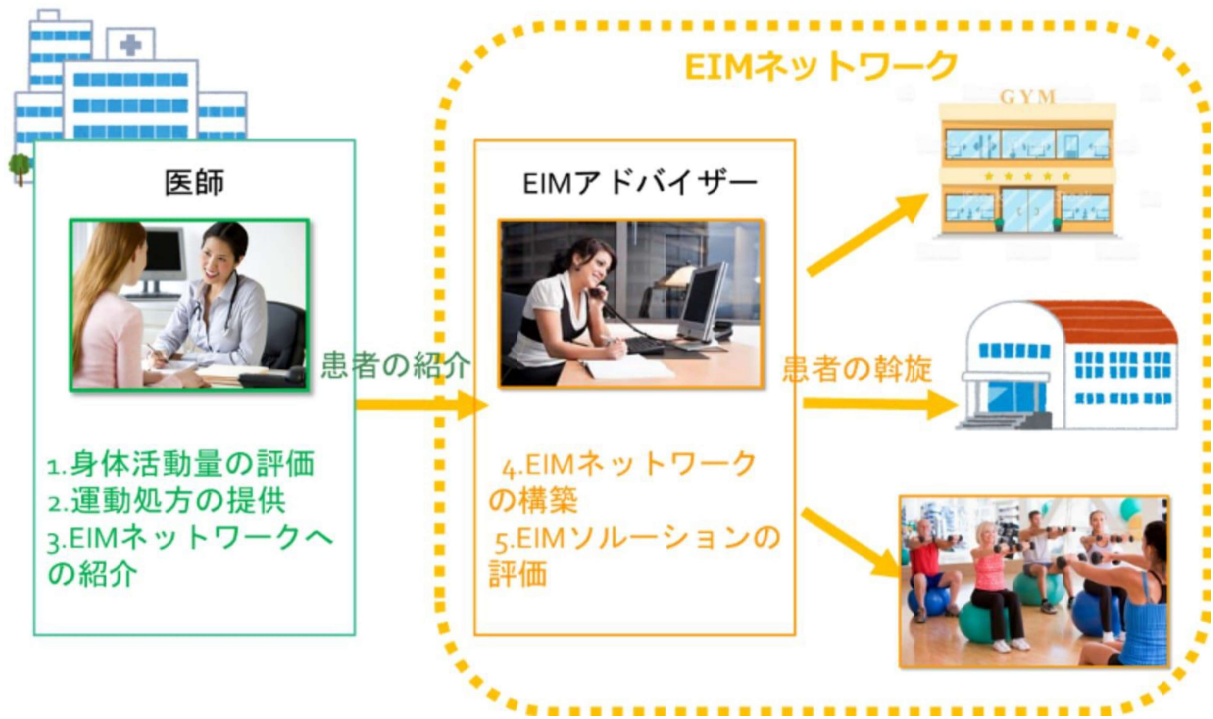 EIMネットワーク
GYM
医師
EIMアドバイザー
患者の紹介
患者の斡旋
1.身体活動量の評価
2.運動処方の提供
3.EIMネットワークへ
の紹介
4.EIMネットワーク
の構築
5.EIMソルーションの
評価